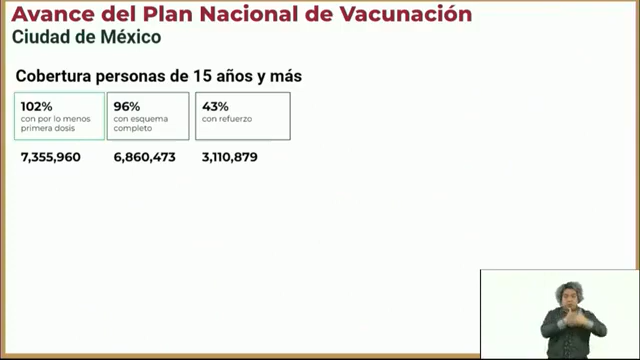 Avance del Plan Nacional de Vacunación
Ciudad de México
Cobertura personas de 15 años y más
102%
con por lo menos
primera dosis
96%
con esquema
completo
43%
con refuerzo
7,355,960
6,860,473
3,110,879